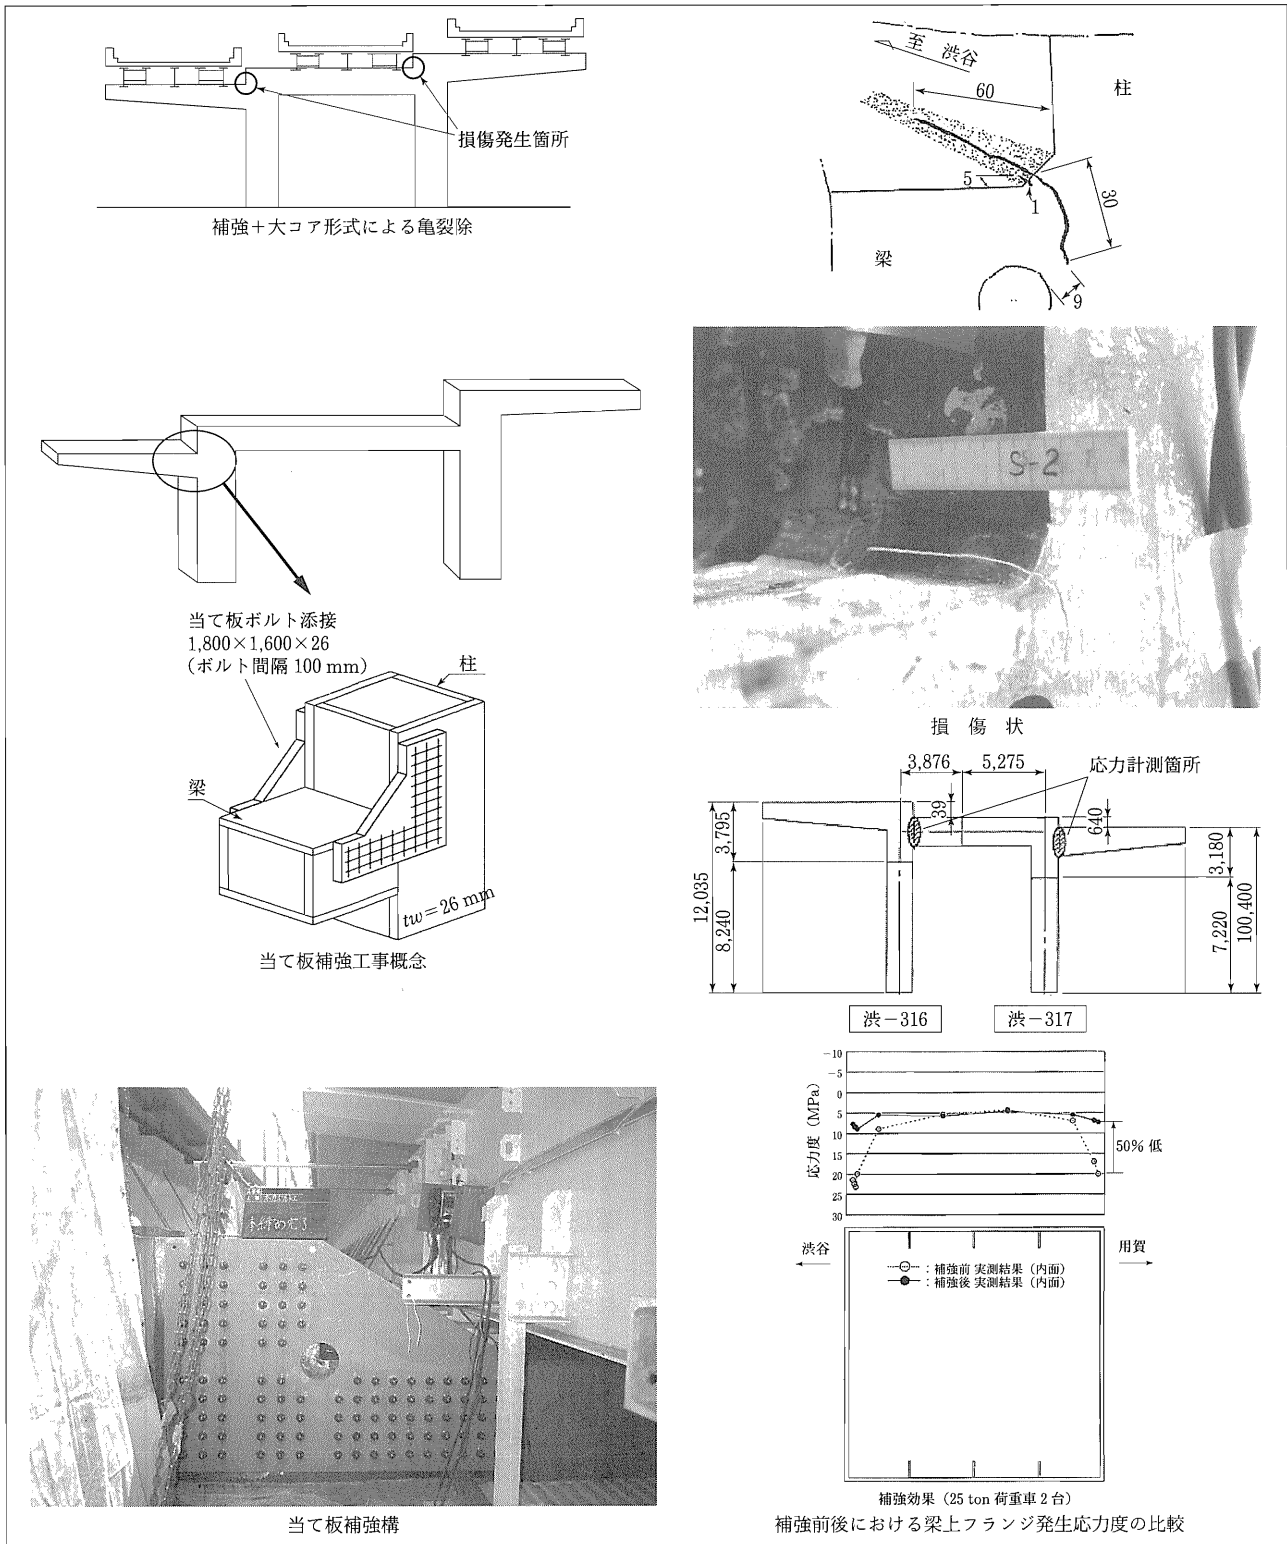 損傷発生箇所
補強+大コア形式による亀裂除
至 渋谷
60
柱
5
1
30
梁
9
当て板ボルト添接
1,800×1,600×26
(ボルト間隔 100 mm)
柱
梁
tw=26 mm
当て板補強工事概念
S-2
損 傷 状
3,876
5,275
応力計測箇所
39
640
3,795
3,180
12,035
8,240
7,220
100,400
渋-316
渋-317
-10
-5
0
5
10
15
20
25
30
応力度 (MPa)
50% 低
渋谷
用賀
:補強前 実測結果(内面)
:補強後 実測結果(内面)
補強効果(25 ton 荷重車 2 台)
当て板補強構
補強前後における梁上フランジ発生応力度の比較